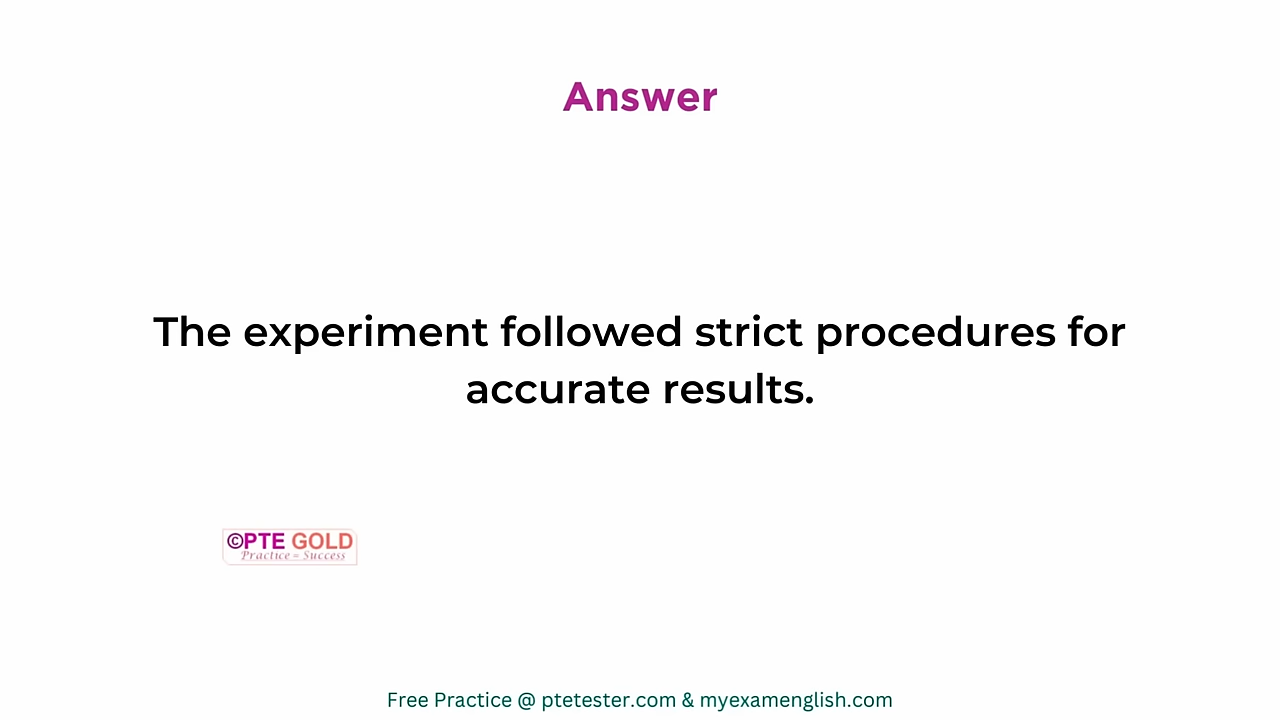 Answer
The experiment followed strict procedures for
accurate results.
©PTE GOLD
Practice = Success
Free Practice @ ptetester.com & myexamenglish.com